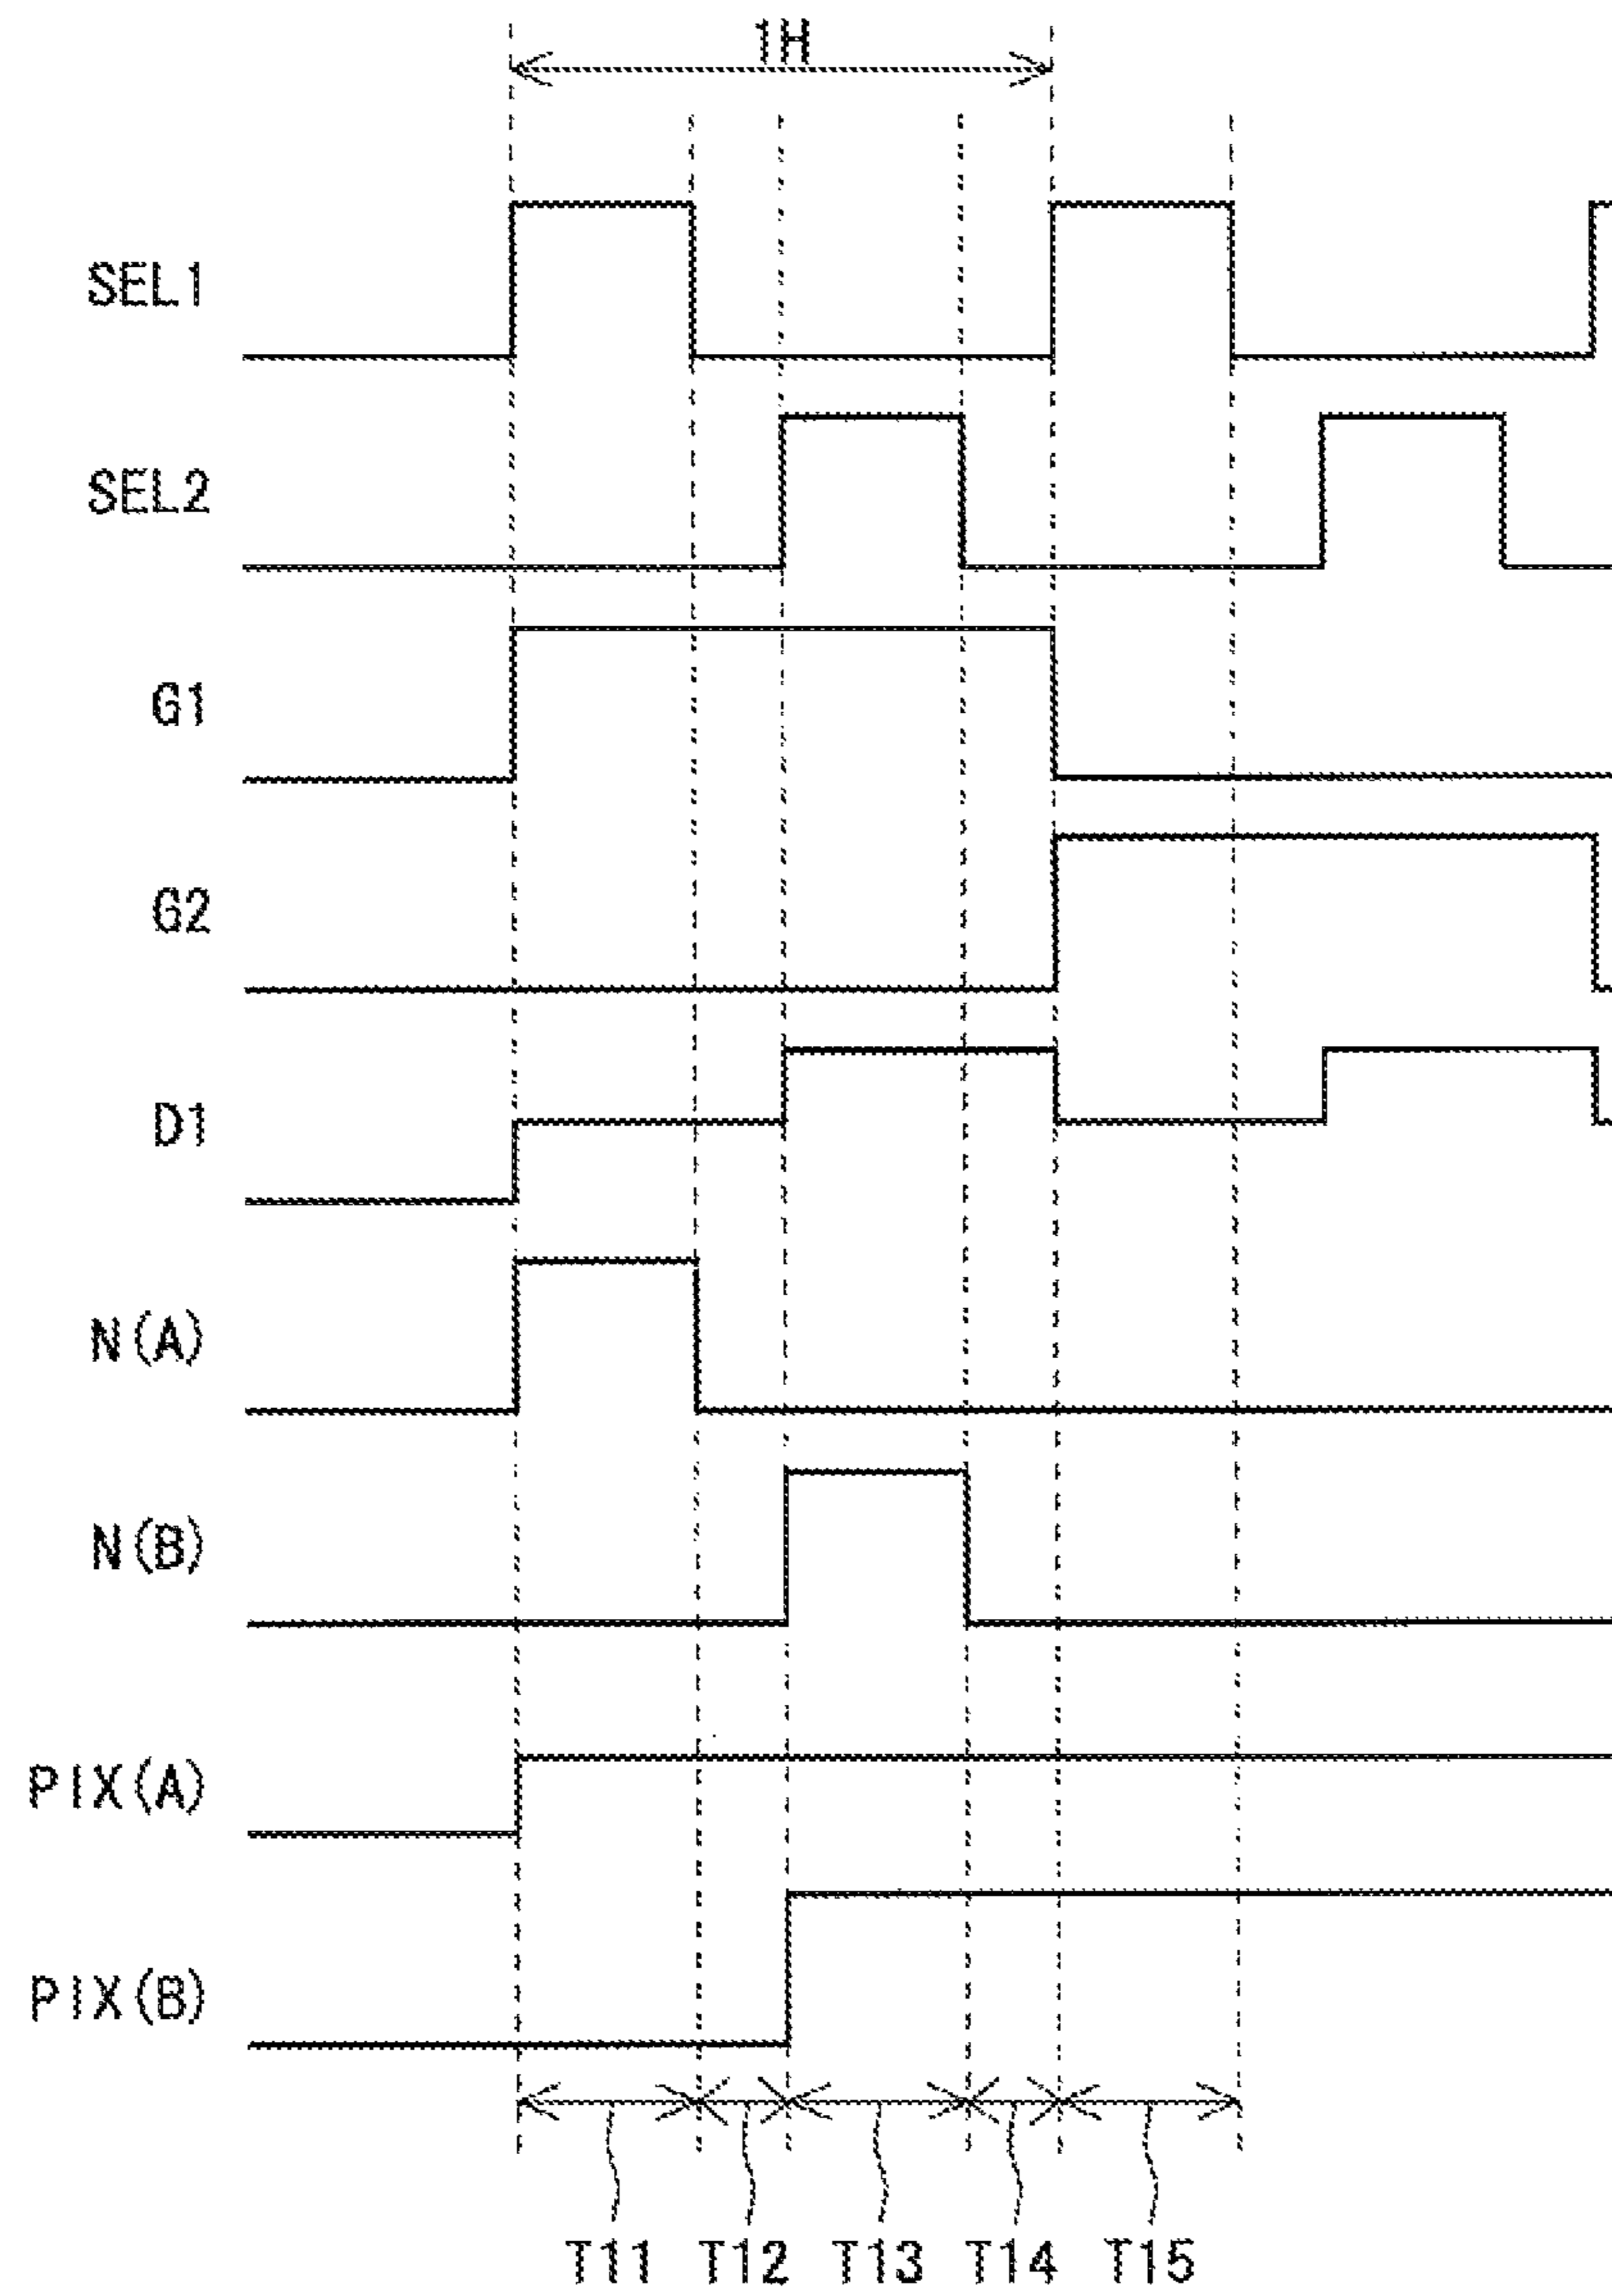 1H
SEL1
SEL2
G1
G2
D1
N(A)
N(B)
PIX(A)
PIX(B)
T11 T12 T13 T14 T15